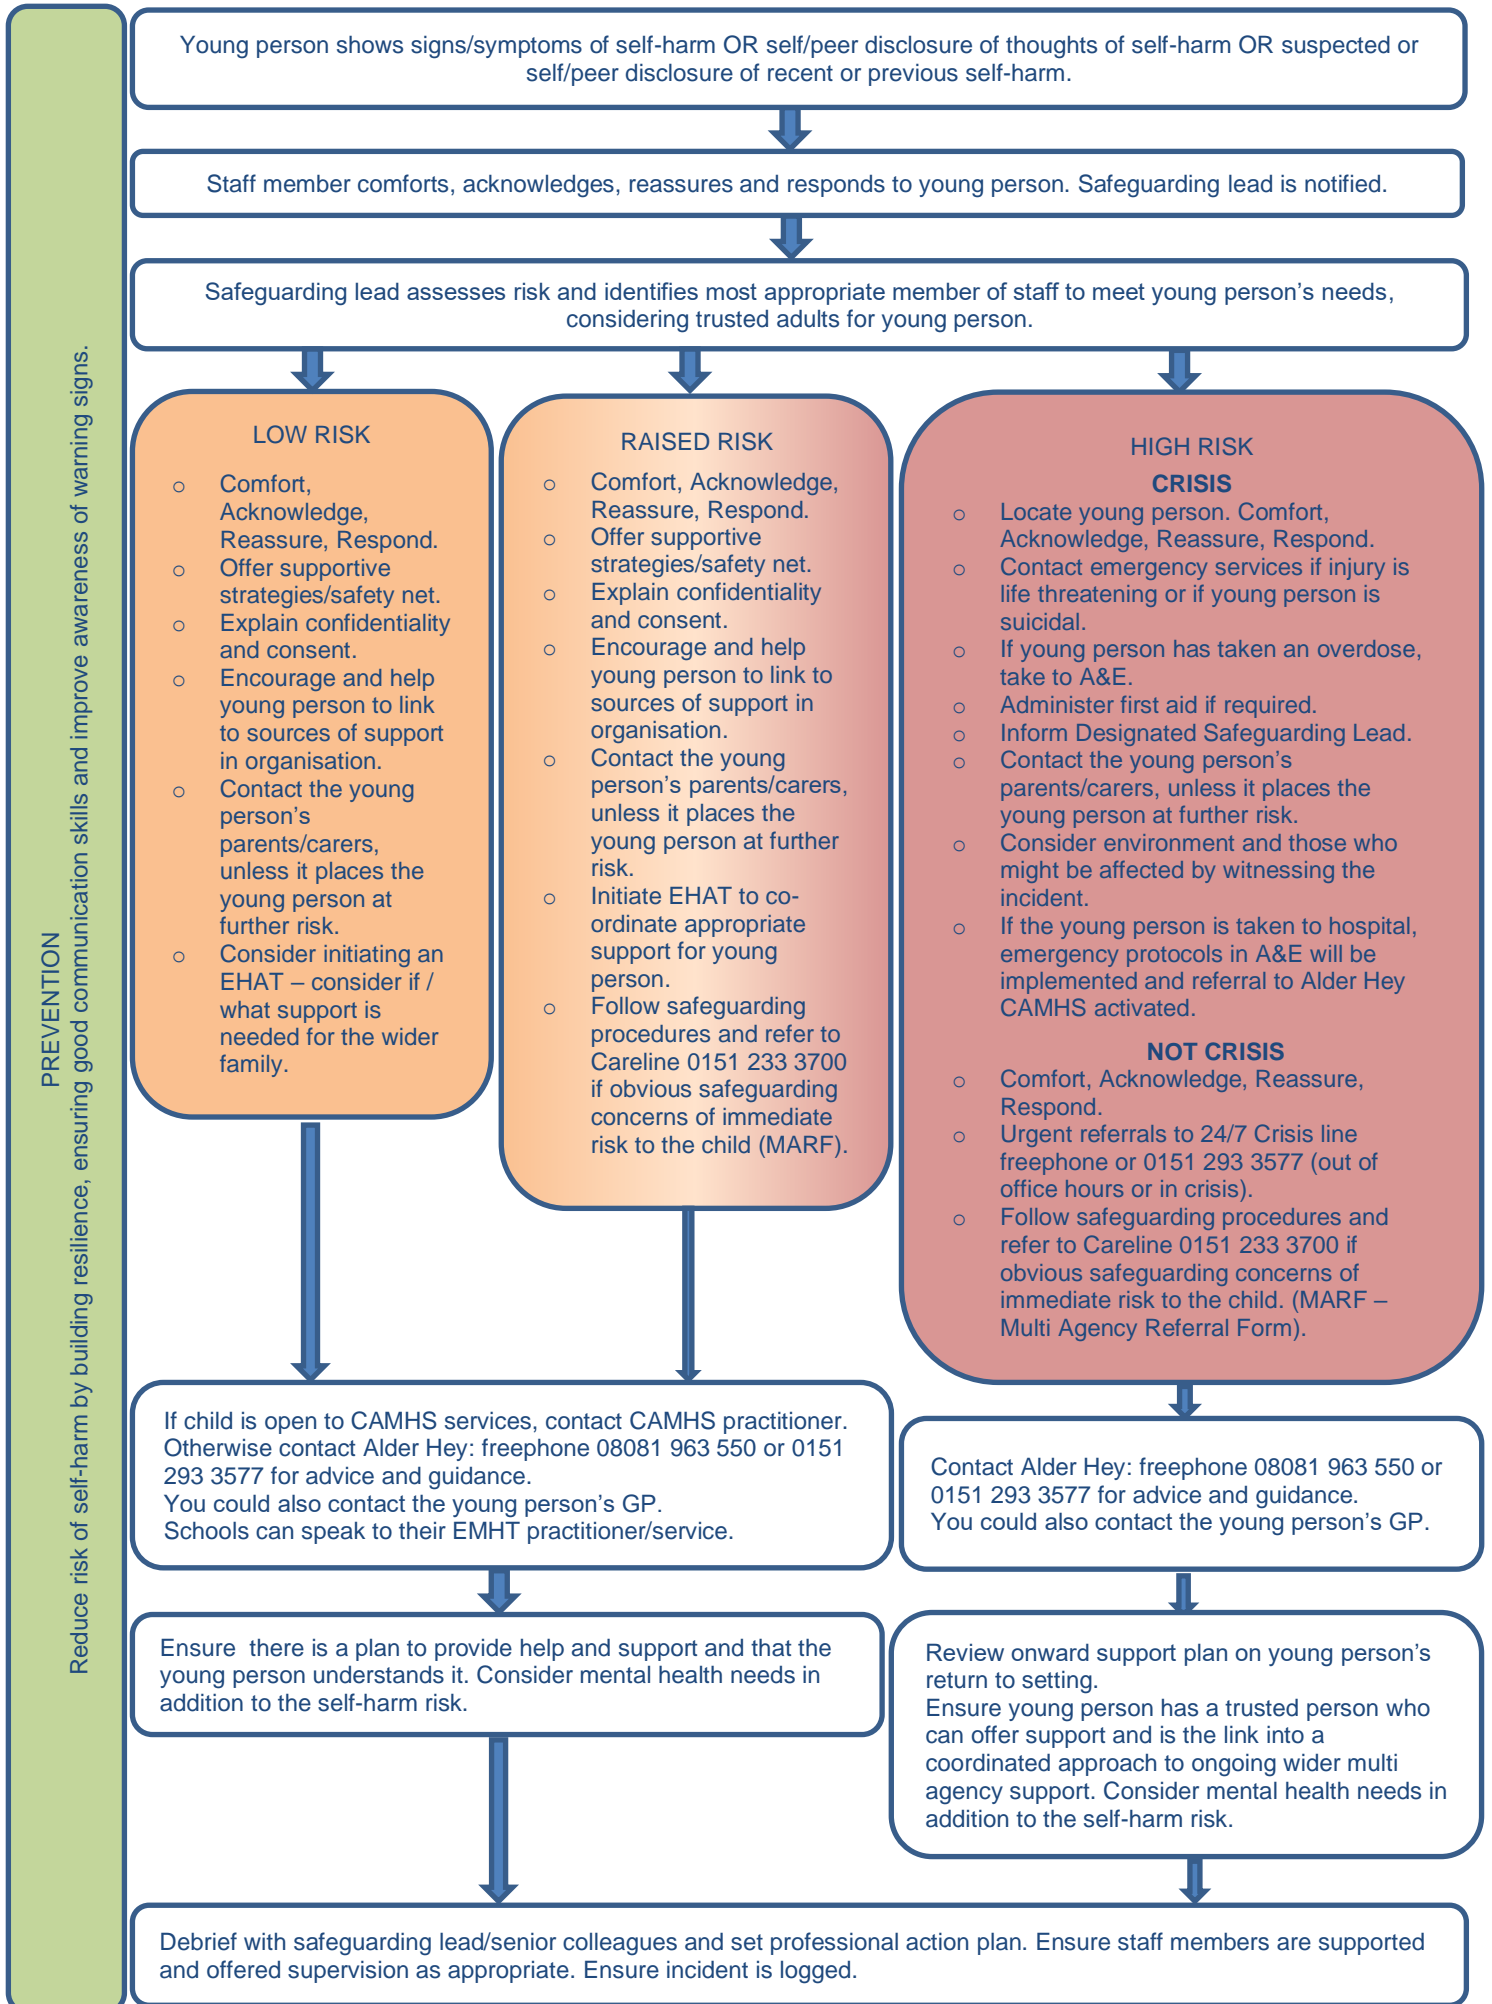 PREVENTION
Reduce risk of self-harm by building resilience, ensuring good communication skills and improve awareness of warning signs.
Young person shows signs/symptoms of self-harm OR self/peer disclosure of thoughts of self-harm OR suspected or
self/peer disclosure of recent or previous self-harm.
Staff member comforts, acknowledges, reassures and responds to young person. Safeguarding lead is notified.
Safeguarding lead assesses risk and identifies most appropriate member of staff to meet young person’s needs,
considering trusted adults for young person.
LOW RISK
o Comfort,
Acknowledge,
Reassure, Respond.
o Offer supportive
strategies/safety net.
o Explain confidentiality
and consent.
o Encourage and help
young person to link
to sources of support
in organisation.
o Contact the young
person’s
parents/carers,
unless it places the
young person at
further risk.
o Consider initiating an
EHAT – consider if /
what support is
needed for the wider
family.
RAISED RISK
o Comfort, Acknowledge,
Reassure, Respond.
o Offer supportive
strategies/safety net.
o Explain confidentiality
and consent.
o Encourage and help
young person to link to
sources of support in
organisation.
o Contact the young
person’s parents/carers,
unless it places the
young person at further
risk.
o Initiate EHAT to co-
ordinate appropriate
support for young
person.
o Follow safeguarding
procedures and refer to
Careline 0151 233 3700
if obvious safeguarding
concerns of immediate
risk to the child (MARF).
HIGH RISK
CRISIS
o Locate young person. Comfort,
Acknowledge, Reassure, Respond.
o Contact emergency services if injury is
life threatening or if young person is
suicidal.
o If young person has taken an overdose,
take to A&E.
o Administer first aid if required.
o Inform Designated Safeguarding Lead.
o Contact the young person’s
parents/carers, unless it places the
young person at further risk.
o Consider environment and those who
might be affected by witnessing the
incident.
o If the young person is taken to hospital,
emergency protocols in A&E will be
implemented and referral to Alder Hey
CAMHS activated.
NOT CRISIS
o Comfort, Acknowledge, Reassure,
Respond.
o Urgent referrals to 24/7 Crisis line
freephone or 0151 293 3577 (out of
office hours or in crisis).
o Follow safeguarding procedures and
refer to Careline 0151 233 3700 if
obvious safeguarding concerns of
immediate risk to the child. (MARF –
Multi Agency Referral Form).
If child is open to CAMHS services, contact CAMHS practitioner.
Otherwise contact Alder Hey: freephone 08081 963 550 or 0151
293 3577 for advice and guidance.
You could also contact the young person’s GP.
Schools can speak to their EMHT practitioner/service.
Contact Alder Hey: freephone 08081 963 550 or
0151 293 3577 for advice and guidance.
You could also contact the young person’s GP.
Ensure there is a plan to provide help and support and that the
young person understands it. Consider mental health needs in
addition to the self-harm risk.
Review onward support plan on young person’s
return to setting.
Ensure young person has a trusted person who
can offer support and is the link into a
coordinated approach to ongoing wider multi
agency support. Consider mental health needs in
addition to the self-harm risk.
Debrief with safeguarding lead/senior colleagues and set professional action plan. Ensure staff members are supported
and offered supervision as appropriate. Ensure incident is logged.